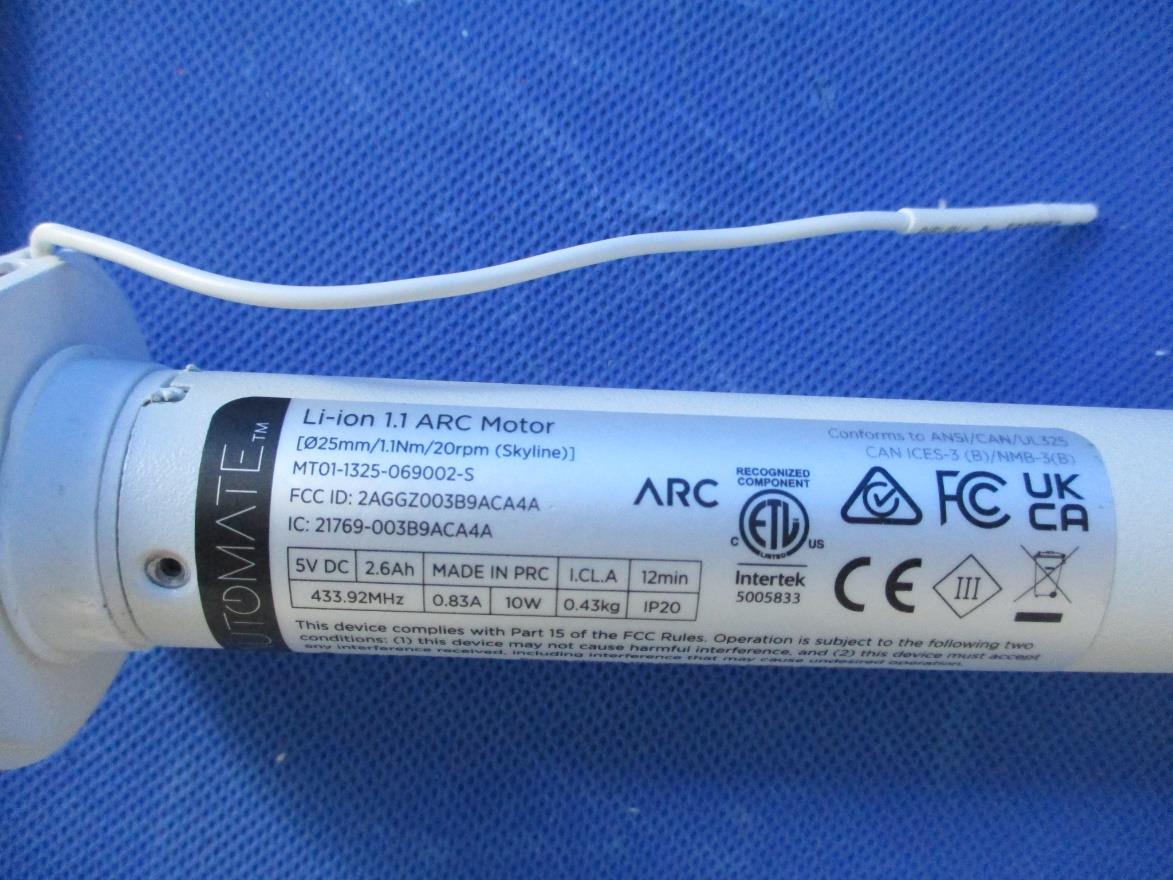 Li-ion 1.1 ARC Motor
[Ø25mm/1.1Nm/20rpm (Skyline)]
MT01-1325-069002-S
FCC ID: 2AGGZ003B9ACA4A
IC: 21769-003B9ACA4A
5V DC 2.6Ah MADE IN PRC I.CL.A 12min
433.92MHz 0.83A 10W 0.43kg IP20
This device complies with Part 15 of the FCC Rules. Operation is subject to the following two
conditions: (1) this device may not cause harmful interference, and (2) this device must accept
any interference received, including interference that may cause undesired operation.
UTOMATE™
ARC
RECOGNIZED
COMPONENT
C ETL US
LISTED
Intertek
5005833
Conforms to ANSI/CAN/UL325
CAN ICES-3 (B)/NMB-3(B)
FC
UK
CA
CE
III